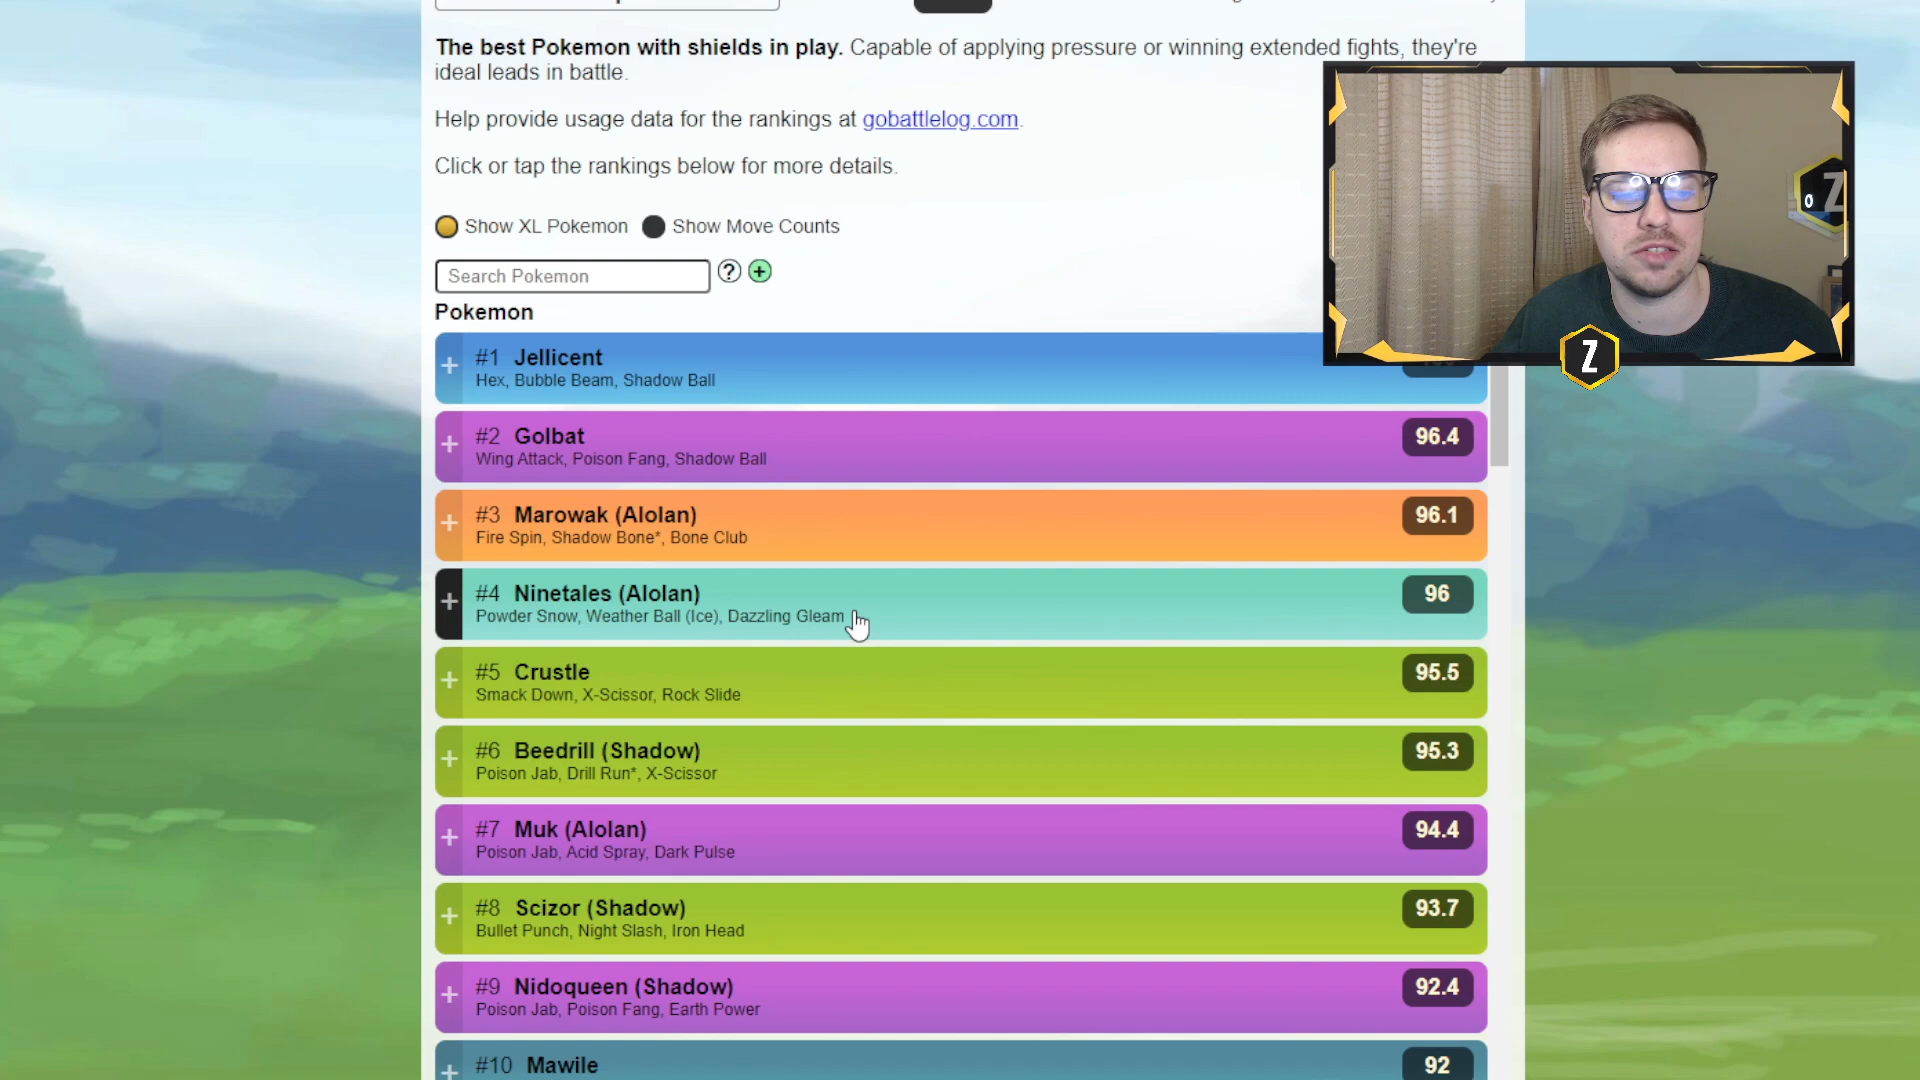 The best Pokemon with shields in play. Capable of applying pressure or winning extended fights, they're
ideal leads in battle.
Help provide usage data for the rankings at gobattlelog.com.
Click or tap the rankings below for more details.
Show XL Pokemon Show Move Counts
Search Pokemon ? +
Pokemon
+ #1 Jellicent
Hex, Bubble Beam, Shadow Ball
+ #2 Golbat 96.4
Wing Attack, Poison Fang, Shadow Ball
+ #3 Marowak (Alolan) 96.1
Fire Spin, Shadow Bone*, Bone Club
+ #4 Ninetales (Alolan) 96
Powder Snow, Weather Ball (Ice), Dazzling Gleam
+ #5 Crustle 95.5
Smack Down, X-Scissor, Rock Slide
+ #6 Beedrill (Shadow) 95.3
Poison Jab, Drill Run*, X-Scissor
+ #7 Muk (Alolan) 94.4
Poison Jab, Acid Spray, Dark Pulse
+ #8 Scizor (Shadow) 93.7
Bullet Punch, Night Slash, Iron Head
+ #9 Nidoqueen (Shadow) 92.4
Poison Jab, Poison Fang, Earth Power
+ #10 Mawile 92
Z
0
Z